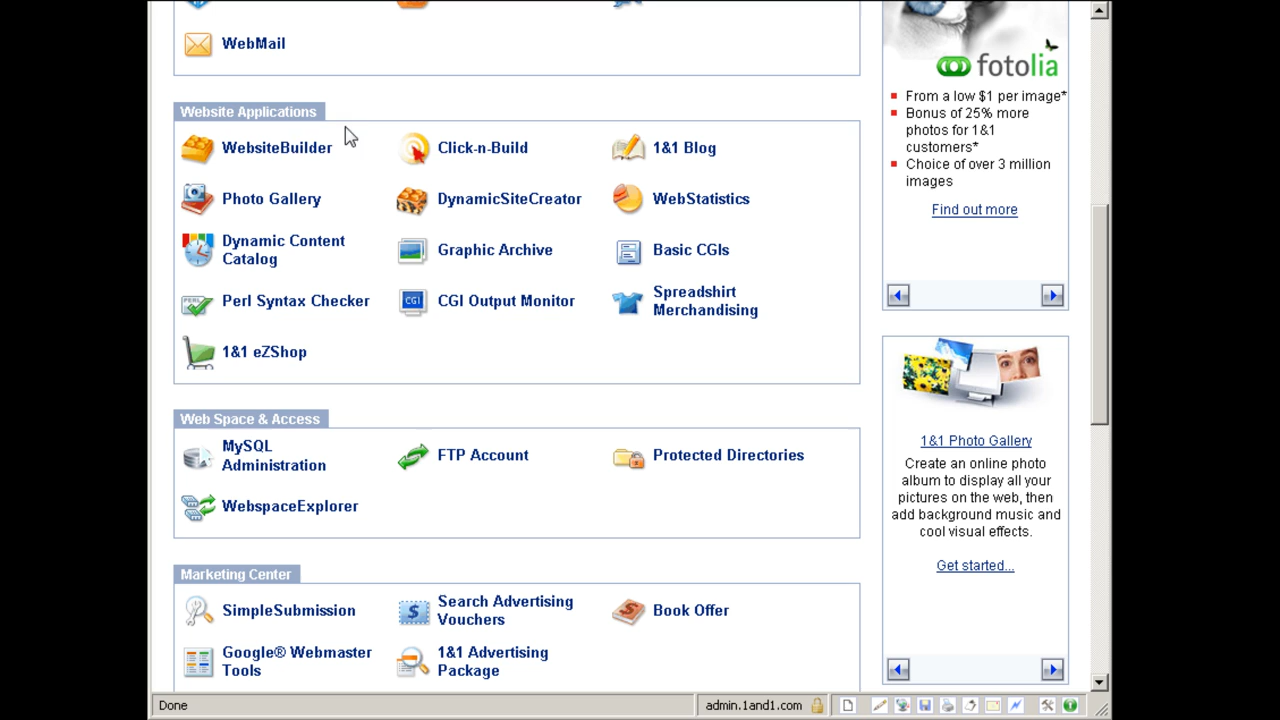 WebMail
Website Applications
WebsiteBuilder
Click-n-Build
1&1 Blog
Photo Gallery
DynamicSiteCreator
WebStatistics
Dynamic Content
Catalog
Graphic Archive
Basic CGIs
PERL
Perl Syntax Checker
CGI
CGI Output Monitor
Spreadshirt
Merchandising
1&1 eZShop
Web Space & Access
MySQL
Administration
FTP Account
Protected Directories
WebspaceExplorer
Marketing Center
SimpleSubmission
$
Search Advertising
Vouchers
$
Book Offer
Google® Webmaster
Tools
1&1 Advertising
Package
fotolia
From a low $1 per image*
Bonus of 25% more
photos for 1&1
customers*
Choice of over 3 million
images
Find out more
1&1 Photo Gallery
Create an online photo
album to display all your
pictures on the web, then
add background music and
cool visual effects.
Get started...
Done
admin.1and1.com